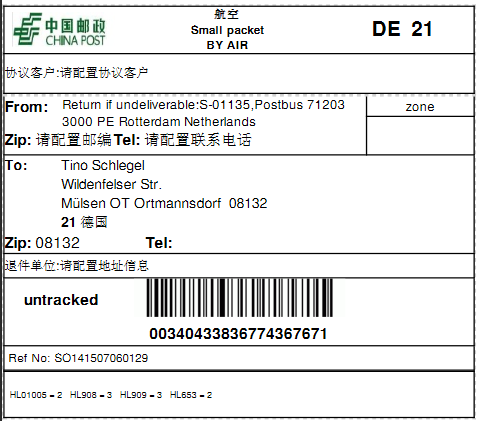 中国邮政
CHINA POST
航空
Small packet
BY AIR
DE 21
协议客户:请配置协议客户
From: Return if undeliverable:S-01135,Postbus 71203
3000 PE Rotterdam Netherlands
zone
Zip: 请配置邮编 Tel: 请配置联系电话
To: Tino Schlegel
Wildenfelser Str.
Mülsen OT Ortmannsdorf 08132
21 德国
Zip: 08132 Tel:
退件单位:请配置地址信息
untracked
00340433836774367671
Ref No: SO141507060129
HL01005 = 2 HL908 = 3 HL909 = 3 HL653 = 2